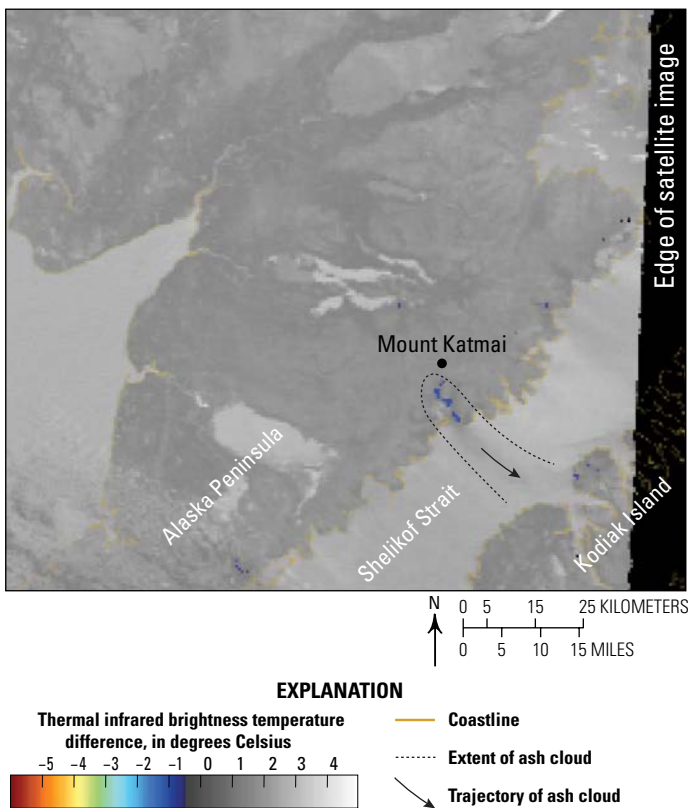 Edge of satellite image
Mount Katmai
Alaska Peninsula
Shelikof Strait
Kodiak Island
N
0 5 15 25 KILOMETERS
0 5 10 15 MILES
EXPLANATION
Thermal infrared brightness temperature
difference, in degrees Celsius
−5 −4 −3 −2 −1 0 1 2 3 4
Coastline
Extent of ash cloud
Trajectory of ash cloud